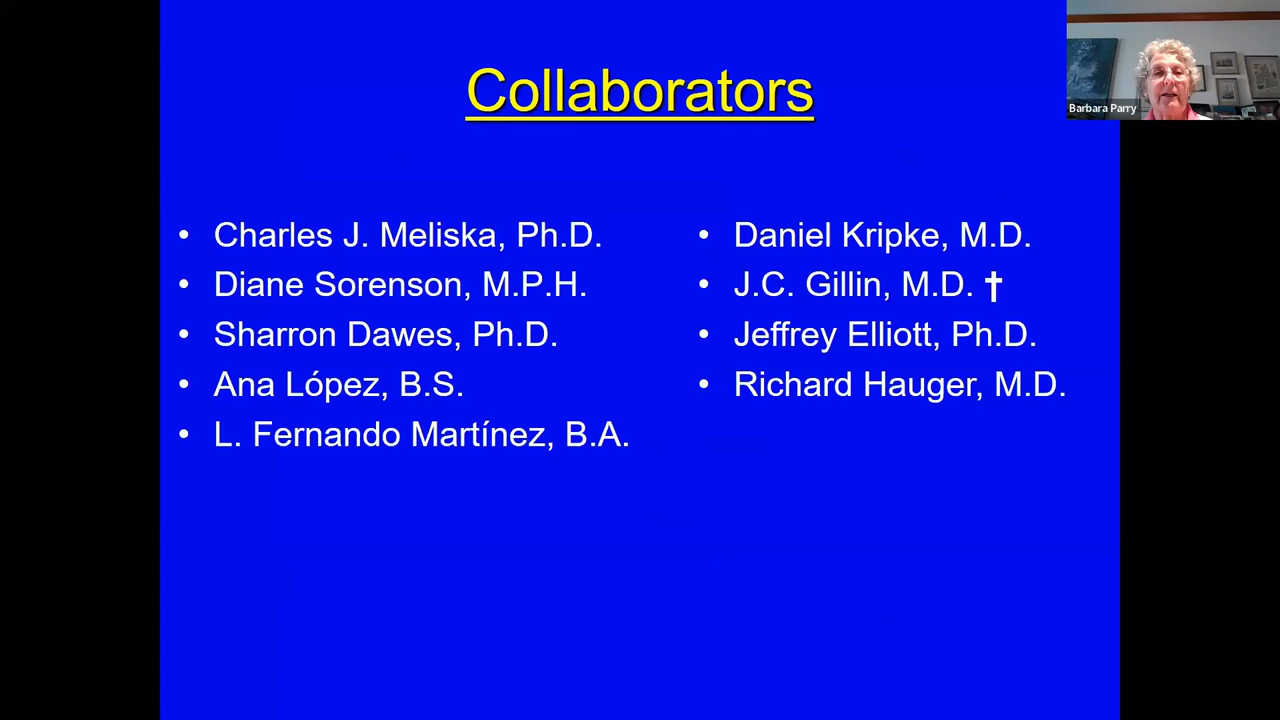 Collaborators
Barbara Parry
• Charles J. Meliska, Ph.D.
• Diane Sorenson, M.P.H.
• Sharron Dawes, Ph.D.
• Ana López, B.S.
• L. Fernando Martínez, B.A.
• Daniel Kripke, M.D.
• J.C. Gillin, M.D. †
• Jeffrey Elliott, Ph.D.
• Richard Hauger, M.D.